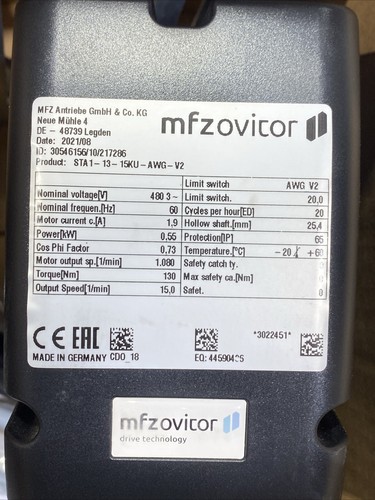 MFZ Antriebe GmbH & Co. KG
Neue Mühle 4
DE - 48739 Legden
Date: 2021/08
ID: 30546156/10/217286
Product: STA1-13-15KU-AWG-V2
mfzovitor
Nominal voltage[V] 480 3~
Nominal frequen.[Hz] 60
Motor current c.[A] 1,9
Power[kW] 0,55
Cos Phi Factor 0,73
Motor output sp.[1/min] 1.080
Torque[Nm] 130
Output Speed[1/min] 15,0
Limit switch AWG V2
Limit switch. 20,0
Cycles per hour[ED] 20
Hollow shaft.[mm] 25,4
Protection[IP] 65
Temperature.[°C] -20 +60
Safety catch ty.
Max safety ca.[Nm]
Safet. 0
CE EAC
*3022451*
MADE IN GERMANY CDO_18
mfzovitor
drive technology